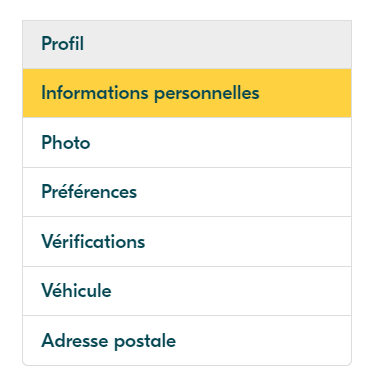 Profil
Informations personnelles
Photo
Préférences
Vérifications
Véhicule
Adresse postale